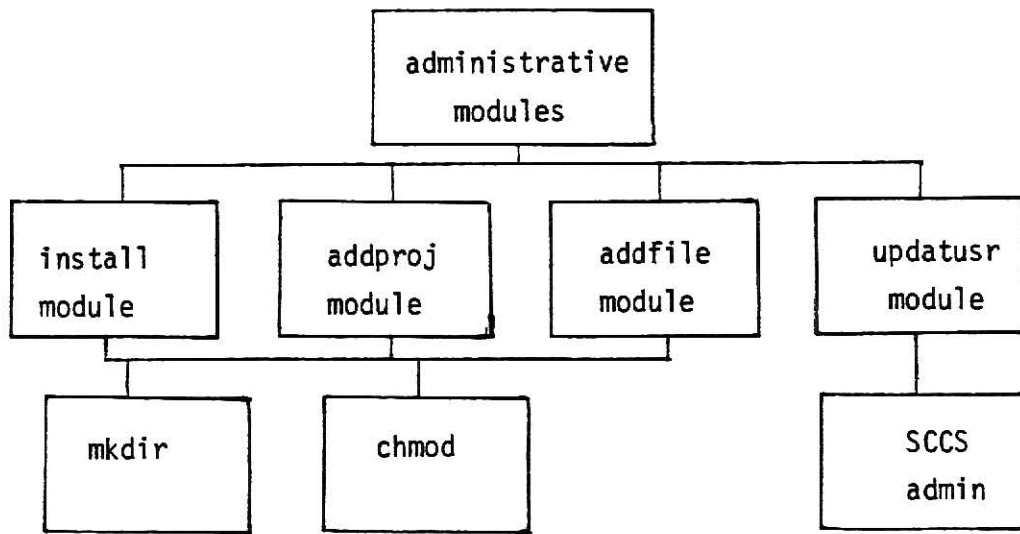 administrative
modules
install
module
addproj
module
addfile
module
updatusr
module
mkdir
chmod
SCCS
admin